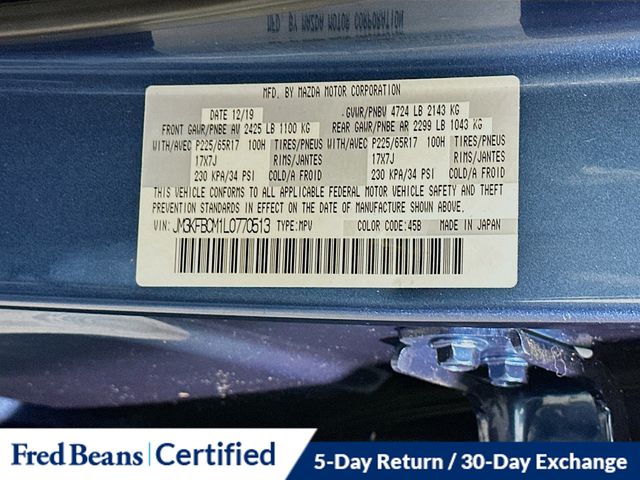 MFD. BY MAZDA MOTOR CORPORATION
DATE 12/19 GVWR/PNBV 4724 LB 2143 KG
FRONT GAWR/PNBE AV 2425 LB 1100 KG REAR GAWR/PNBE AR 2299 LB 1043 KG
WITH/AVEC P225/65R17 100H TIRES/PNEUS WITH/AVEC P225/65R17 100H TIRES/PNEUS
17X7J RIMS/JANTES 17X7J RIMS/JANTES
230 KPA/34 PSI COLD/A FROID 230 KPA/34 PSI COLD/A FROID
THIS VEHICLE CONFORMS TO ALL APPLICABLE FEDERAL MOTOR VEHICLE SAFETY AND THEFT
PREVENTION STANDARDS IN EFFECT ON THE DATE OF MANUFACTURE SHOWN ABOVE.
VIN: JM3KFBCM1L0770513 TYPE:MPV COLOR CODE:45B MADE IN JAPAN
Fred Beans Certified
5-Day Return / 30-Day Exchange